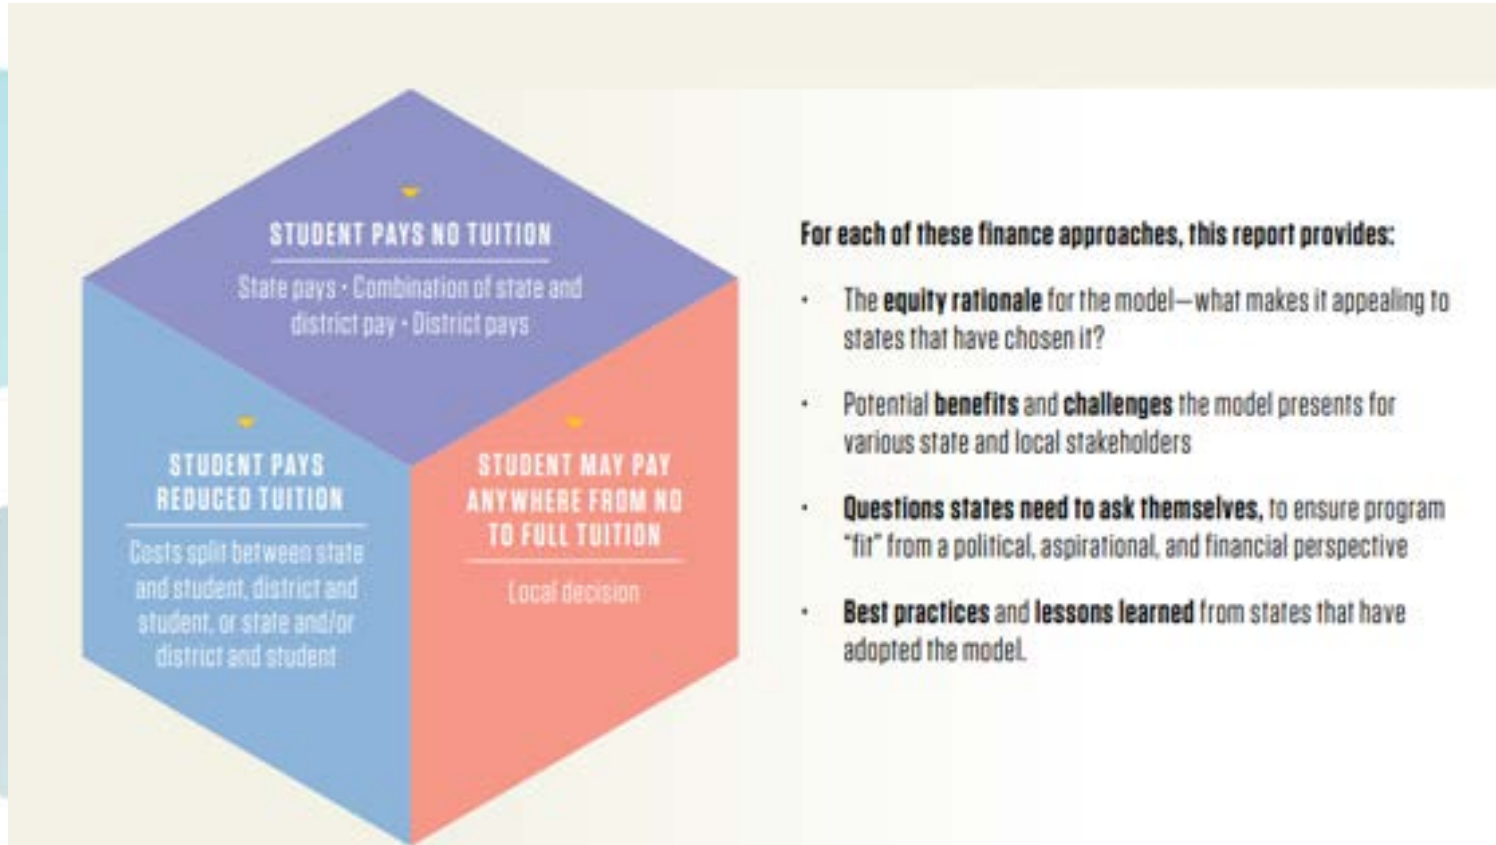 STUDENT PAYS NO TUITION
State pays · Combination of state and
district pay · District pays
STUDENT PAYS
REDUCED TUITION
Costs split between state
and student, district and
student, or state and/or
district and student
STUDENT MAY PAY
ANYWHERE FROM NO
TO FULL TUITION
Local decision
For each of these finance approaches, this report provides:
· The equity rationale for the model—what makes it appealing to
states that have chosen it?
· Potential benefits and challenges the model presents for
various state and local stakeholders
· Questions states need to ask themselves, to ensure program
“fit” from a political, aspirational, and financial perspective
· Best practices and lessons learned from states that have
adopted the model.